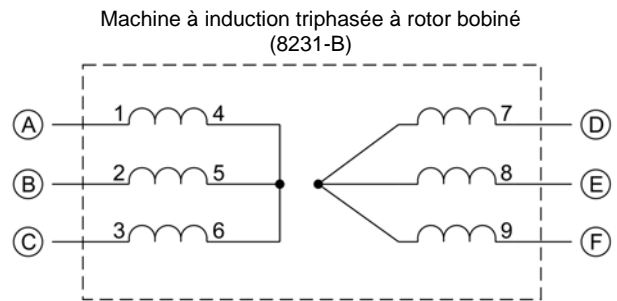 Machine à induction triphasée à rotor bobiné
(8231-B)
A 1 4 7 D
B 2 5 8 E
C 3 6 9 F